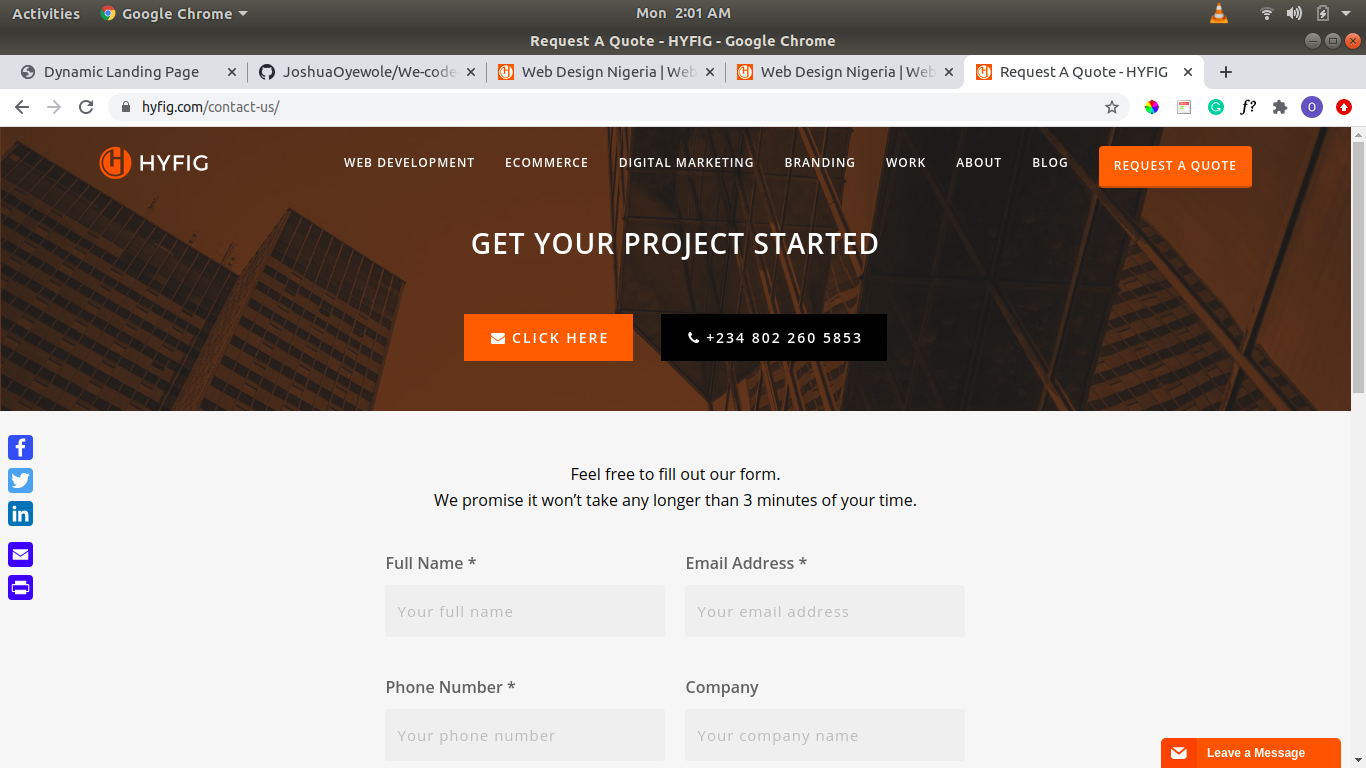 Activities Google Chrome Mon 2:01 AM
Request A Quote - HYFIG - Google Chrome
Dynamic Landing Page JoshuaOyewole/We-code Web Design Nigeria | Web Web Design Nigeria | Web Request A Quote - HYFIG
hyfig.com/contact-us/ f? O
HYFIG WEB DEVELOPMENT ECOMMERCE DIGITAL MARKETING BRANDING WORK ABOUT BLOG REQUEST A QUOTE
GET YOUR PROJECT STARTED
CLICK HERE +234 802 260 5853
Feel free to fill out our form.
We promise it won’t take any longer than 3 minutes of your time.
Full Name * Email Address *
Your full name Your email address
Phone Number * Company
Your phone number Your company name
Leave a Message